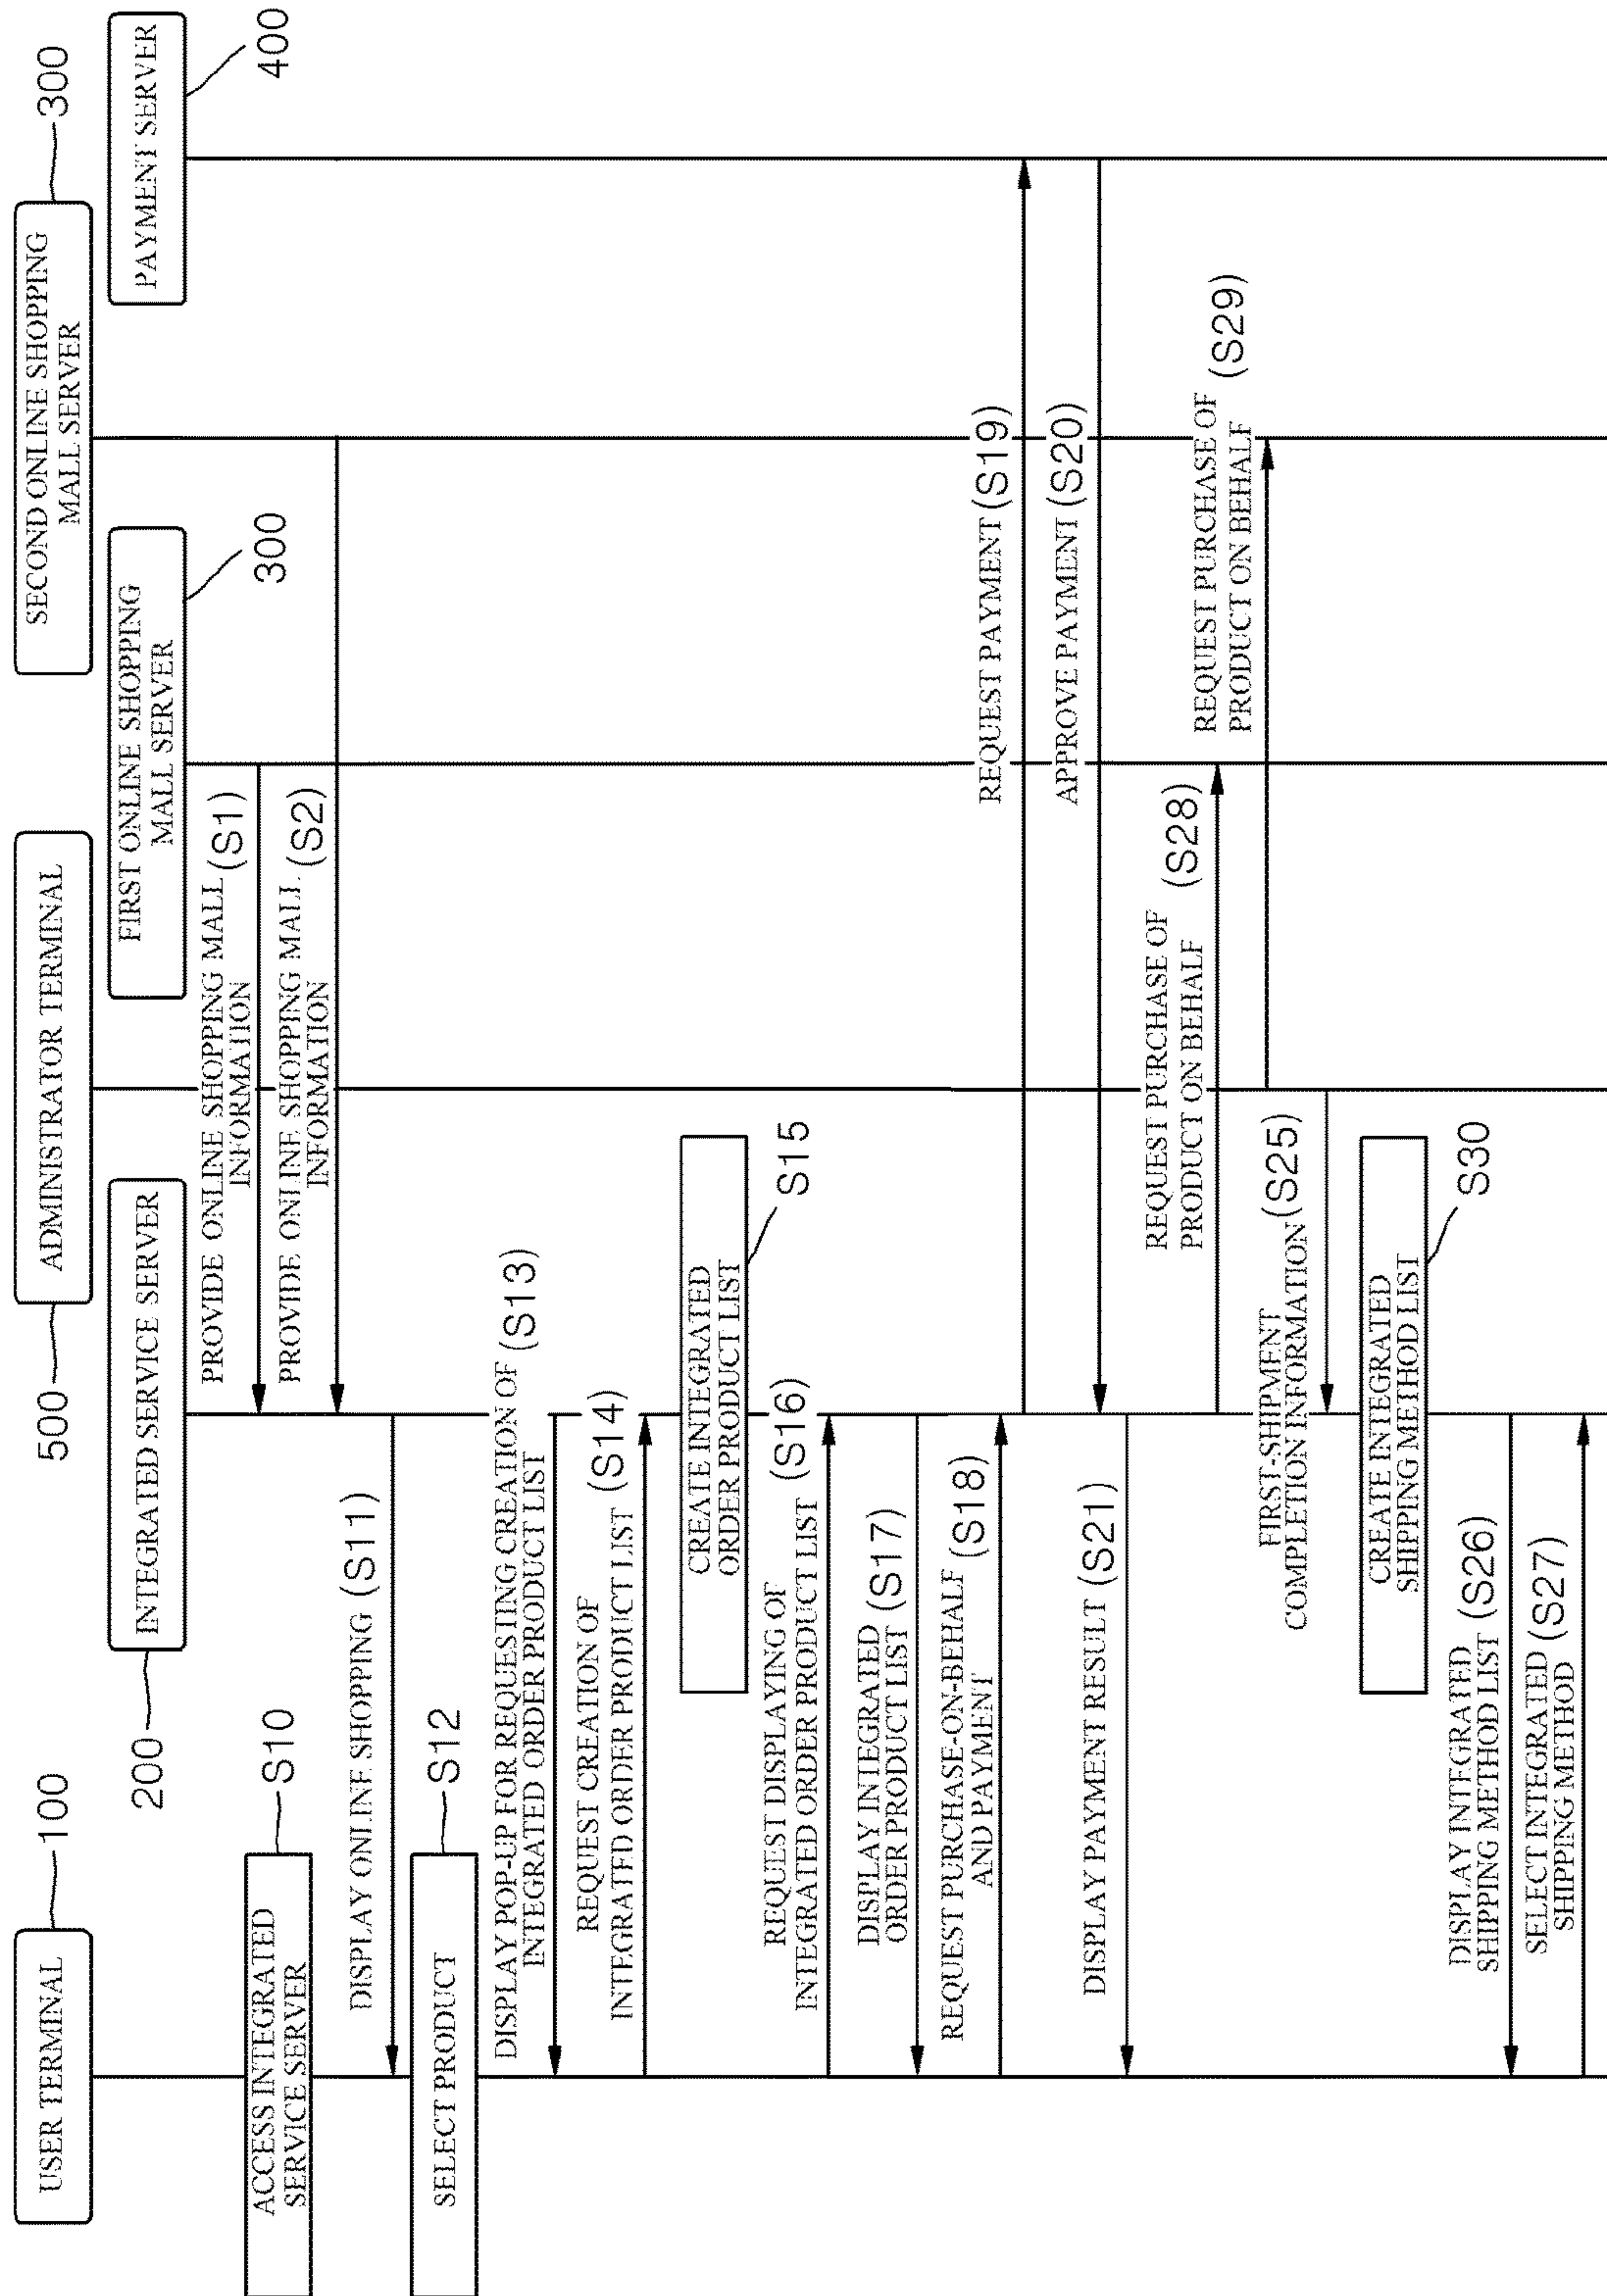 USER TERMINAL
100
INTEGRATED SERVICE SERVER
200
ADMINISTRATOR TERMINAL
500
FIRST ONLINE SHOPPING
MALL SERVER
300
SECOND ONLINE SHOPPING
MALL SERVER
300
PAYMENT SERVER
400
PROVIDE ONLINE SHOPPING MALL
INFORMATION
(S1)
PROVIDE ONLINE SHOPPING MALL
INFORMATION
(S2)
ACCESS INTEGRATED
SERVICE SERVER
S10
DISPLAY ONLINE SHOPPING (S11)
SELECT PRODUCT
S12
DISPLAY POP-UP FOR REQUESTING CREATION OF
INTEGRATED ORDER PRODUCT LIST
(S13)
REQUEST CREATION OF
INTEGRATED ORDER PRODUCT LIST
(S14)
CREATE INTEGRATED
ORDER PRODUCT LIST
S15
REQUEST DISPLAYING OF
INTEGRATED ORDER PRODUCT LIST
(S16)
DISPLAY INTEGRATED
ORDER PRODUCT LIST
(S17)
REQUEST PURCHASE-ON-BEHALF
AND PAYMENT
(S18)
REQUEST PAYMENT (S19)
APPROVE PAYMENT (S20)
DISPLAY PAYMENT RESULT (S21)
REQUEST PURCHASE OF
PRODUCT ON BEHALF
(S28)
REQUEST PURCHASE OF
PRODUCT ON BEHALF
(S29)
FIRST-SHIPMENT
COMPLETION INFORMATION
(S25)
CREATE INTEGRATED
SHIPPING METHOD LIST
S30
DISPLAY INTEGRATED
SHIPPING METHOD LIST
(S26)
SELECT INTEGRATED
SHIPPING METHOD
(S27)